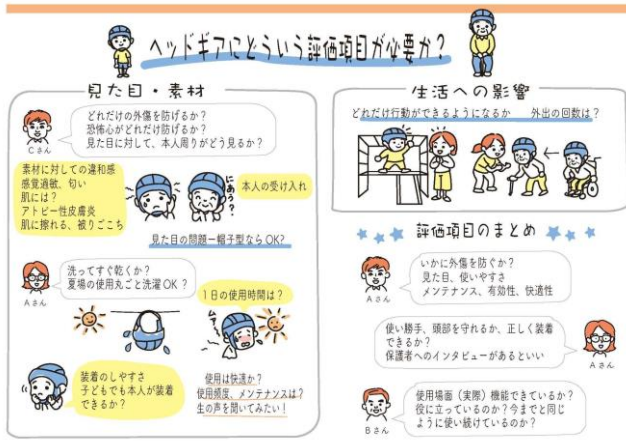 ヘッドギアにどういう評価項目が必要か?
見た目・素材
どれだけの外傷を防げるか?
恐怖心がどれだけ防げるか?
見た目に対して、本人周りがどう見るか?
Cさん
素材に対しての違和感
感覚過敏、匂い
肌には?
アトピー性皮膚炎
肌に擦れる、被りごこち
にあう?
本人の受け入れ
見た目の問題―帽子型ならOK?
洗ってすぐ乾くか?
夏場の使用丸ごと洗濯OK?
Aさん
1日の使用時間は?
ムァ〜
装着のしやすさ
子どもでも本人が装着
できるか?
使用は快適か?
使用頻度、メンテナンスは?
生の声を聞いてみたい!
生活への影響
どれだけ行動ができるようになるか 外出の回数は?
評価項目のまとめ
いかに外傷を防ぐか?
見た目、使いやすさ
メンテナンス、有効性、快適性
Aさん
使い勝手、頭部を守れるか、正しく装着
できるか?
保護者へのインタビューがあるといい
Aさん
使用場面(実際)機能できているか?
役に立っているのか?今までと同じ
ように使い続けているのか?
Bさん